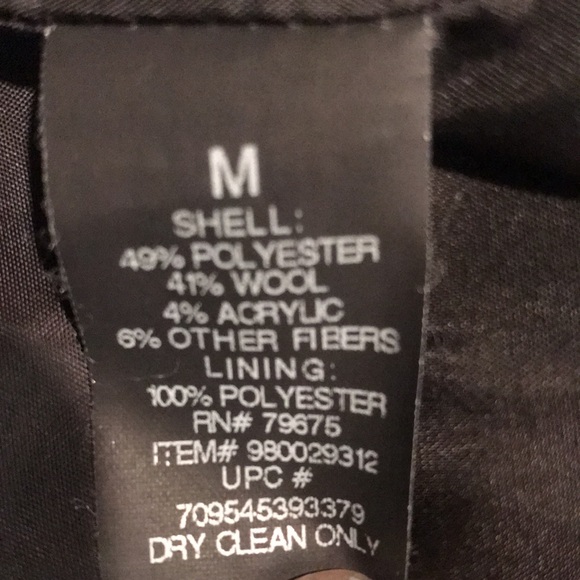 M
SHELL:
49% POLYESTER
41% WOOL
4% ACRYLIC
6% OTHER FIBERS
LINING:
100% POLYESTER
RN# 79675
ITEM# 980029312
UPC #
709545393379
DRY CLEAN ONLY